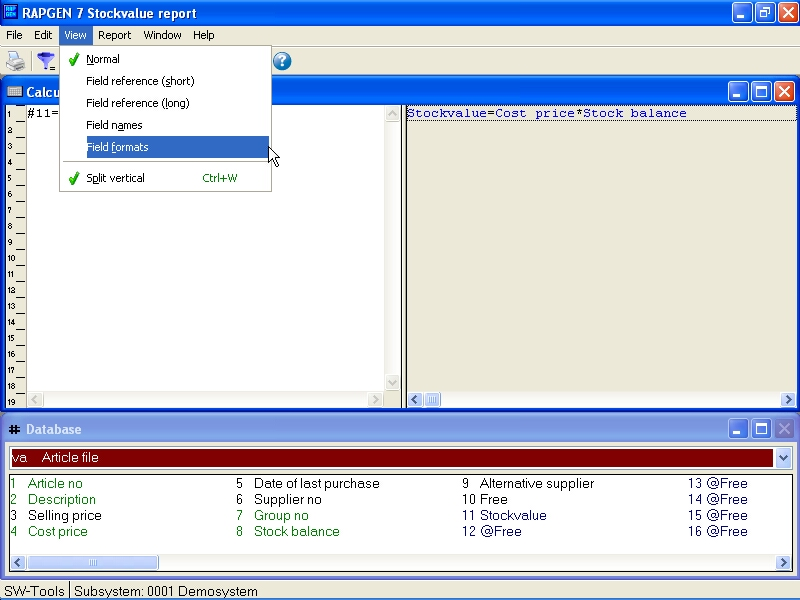 RAPGEN 7 Stockvalue report
File Edit View Report Window Help
Normal
Field reference (short)
Field reference (long)
Field names
Field formats
Split vertical Ctrl+W
Calcu
1 #11=
2
3
4
5
6
7
8
9
10
11
12
13
14
15
16
17
18
19
Stockvalue=Cost price*Stock balance
# Database
va Article file
1 Article no 5 Date of last purchase 9 Alternative supplier 13 @Free
2 Description 6 Supplier no 10 Free 14 @Free
3 Selling price 7 Group no 11 Stockvalue 15 @Free
4 Cost price 8 Stock balance 12 @Free 16 @Free
SW-Tools Subsystem: 0001 Demosystem